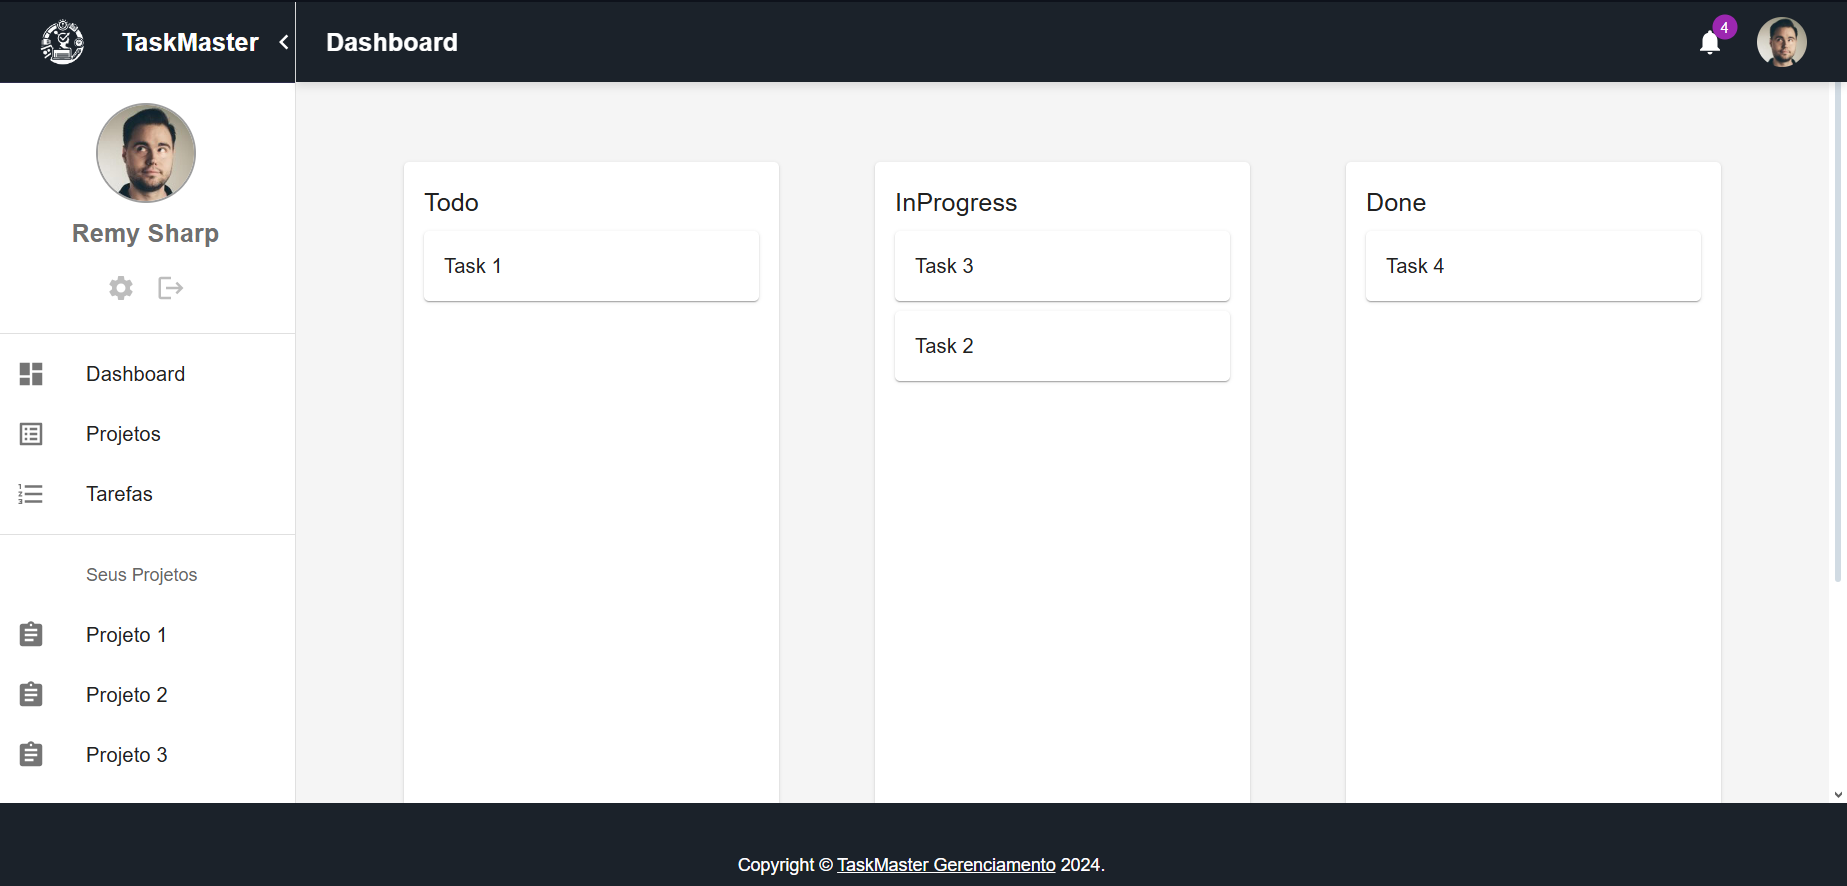 TaskMaster
Dashboard
4
Remy Sharp
Dashboard
Projetos
Tarefas
Seus Projetos
Projeto 1
Projeto 2
Projeto 3
Todo
Task 1
InProgress
Task 3
Task 2
Done
Task 4
Copyright © TaskMaster Gerenciamento 2024.